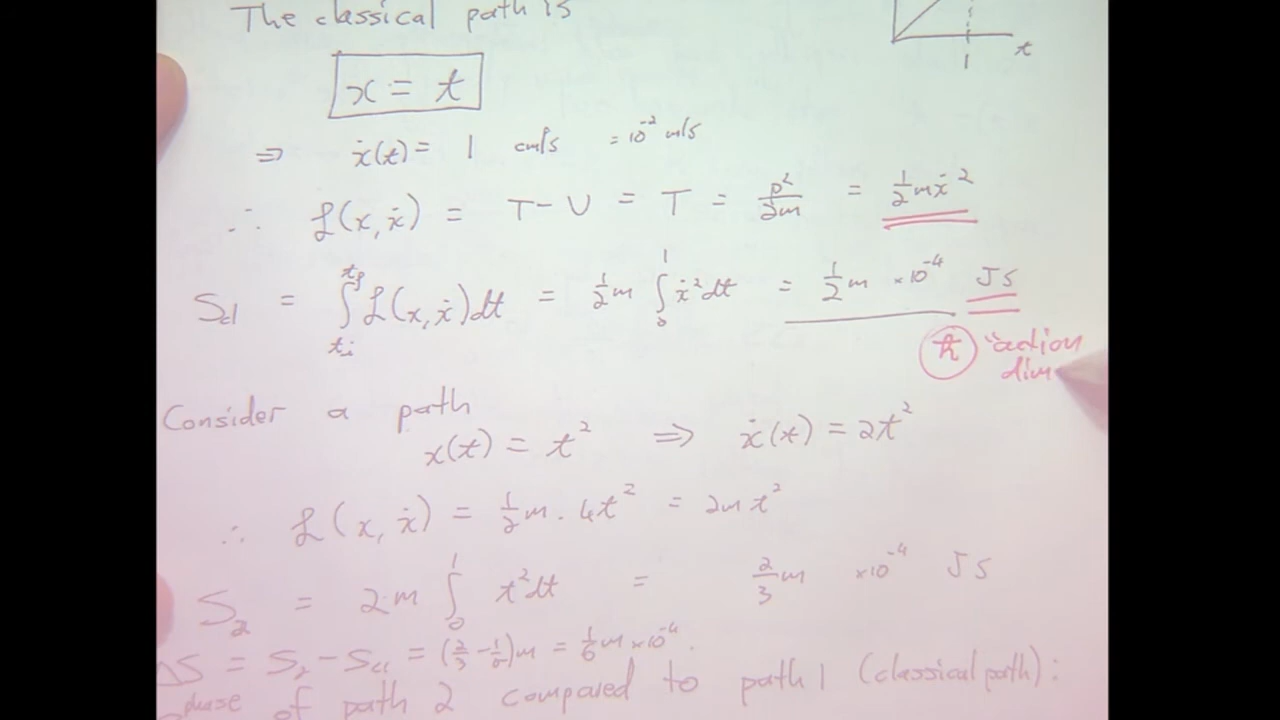 The classical path is
x = t
t
1
⇒ ẋ(t) = 1 cm/s = 10⁻² m/s
∴ ℒ(x, ẋ) = T - U = T = p²/2m = ½mẋ²
S_cl = ∫_{t_i}^{t_f} ℒ(x, ẋ)dt = ½m ∫₀¹ ẋ²dt = ½m ×10⁻⁴ JS
ħ "action
dim
Consider a path
x(t) = t² ⇒ ẋ(t) = 2t²
∴ ℒ(x, ẋ) = ½m . 4t² = 2mt²
S₂ = 2m ∫₀¹ t²dt = ⅔m ×10⁻⁴ JS
ΔS = S₂ - S_cl = (⅔ - ½)m = ⅙m ×10⁻⁴.
phase of path 2 compared to path 1 (classical path):